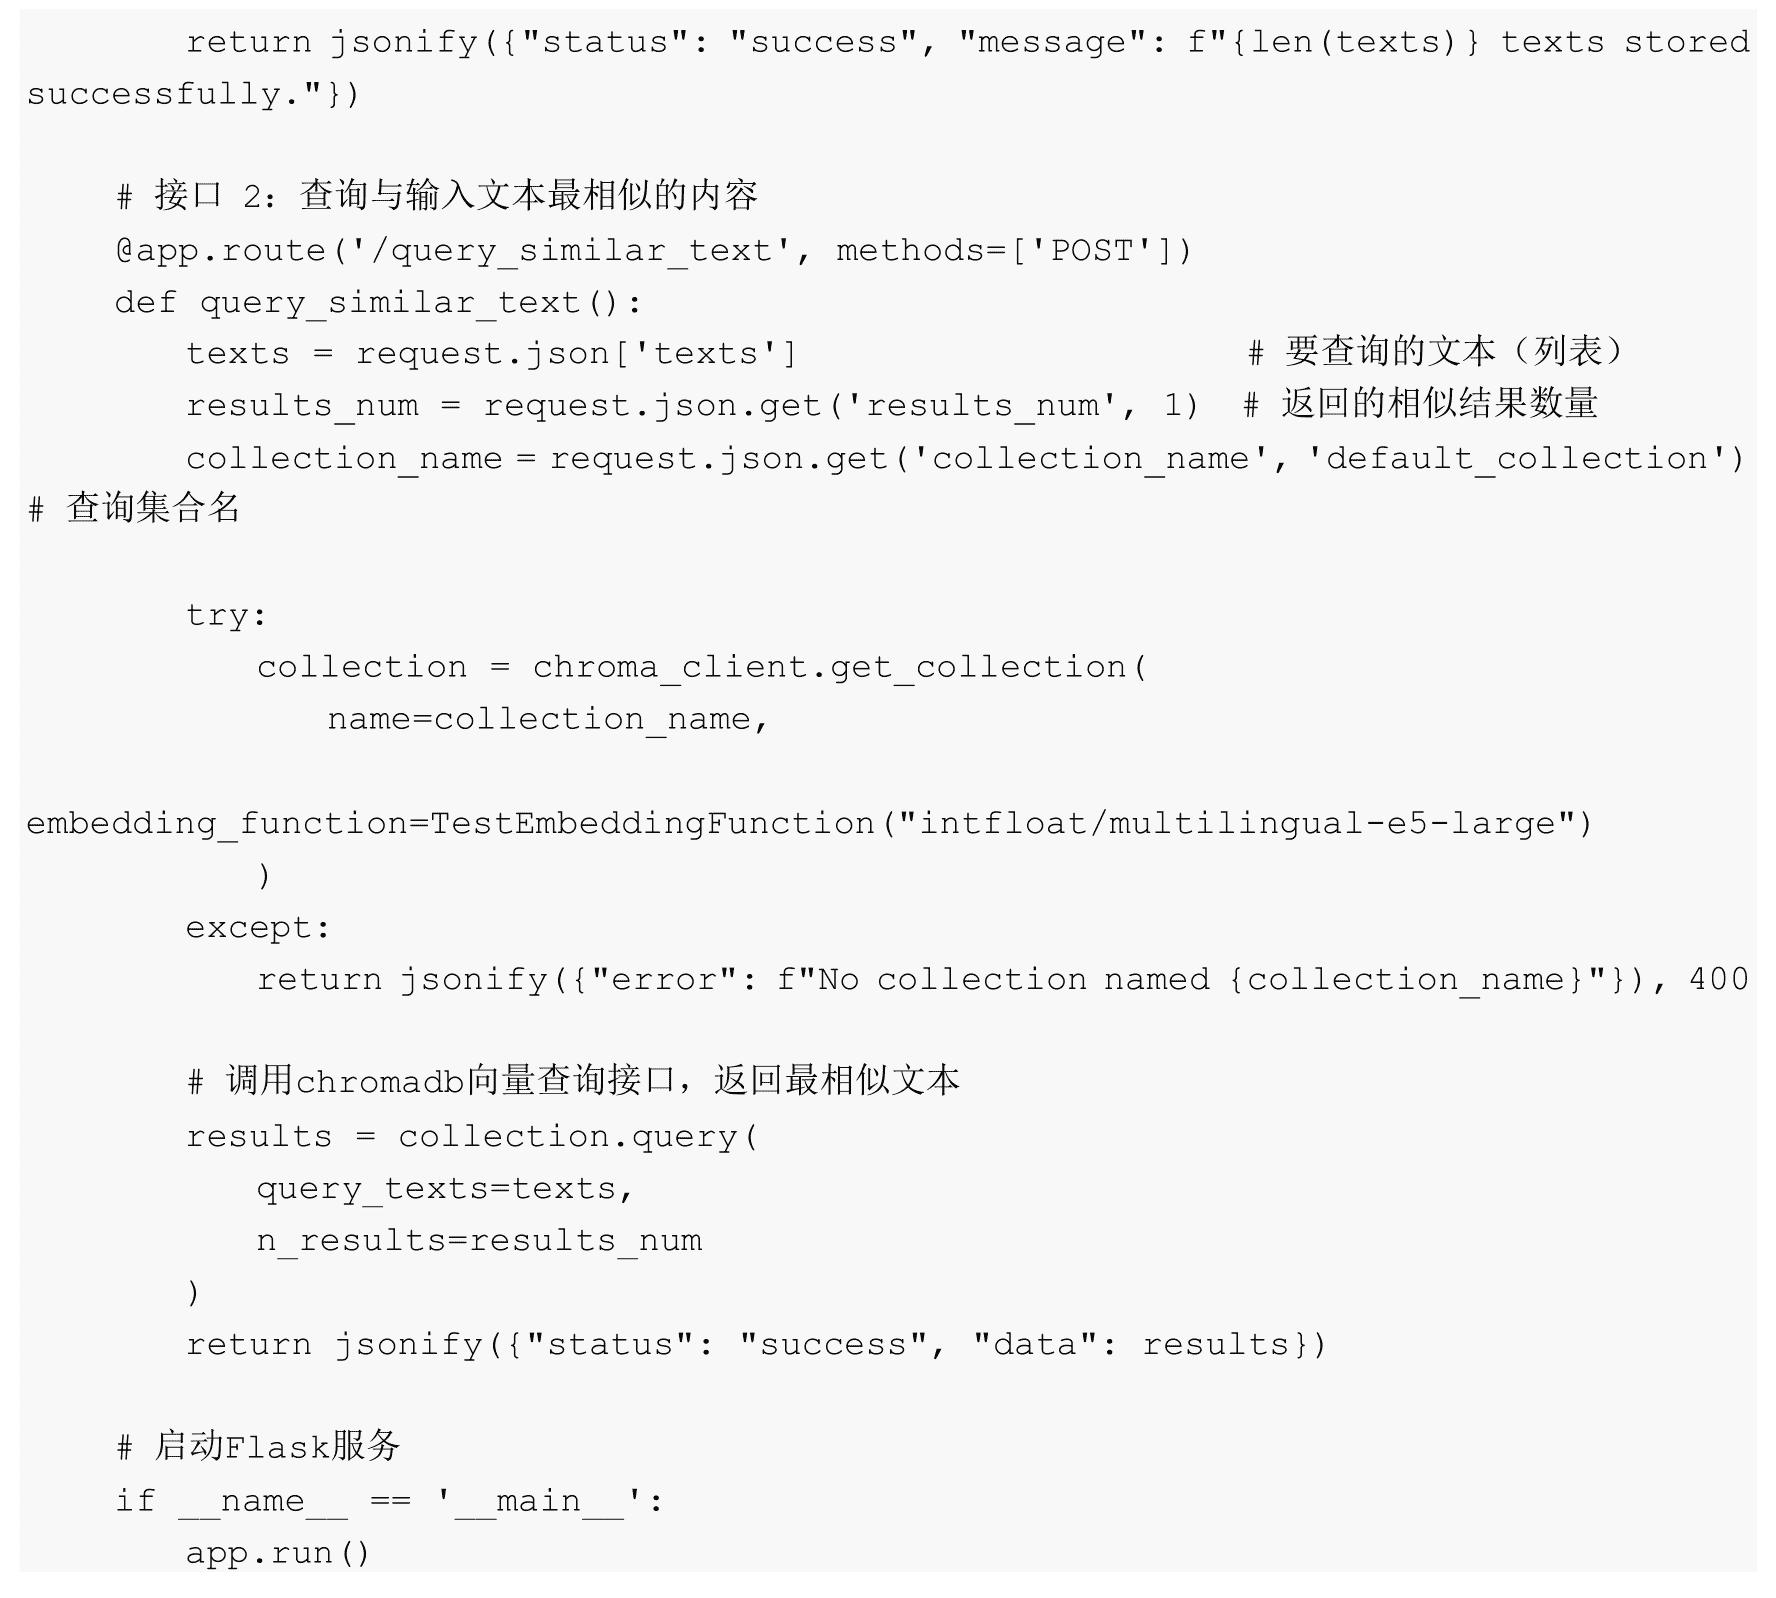 return jsonify({"status": "success", "message": f"{len(texts)} texts stored
successfully."})
# 接口 2：查询与输入文本最相似的内容
@app.route('/query_similar_text', methods=['POST'])
def query_similar_text():
texts = request.json['texts'] # 要查询的文本（列表）
results_num = request.json.get('results_num', 1) # 返回的相似结果数量
collection_name = request.json.get('collection_name', 'default_collection')
# 查询集合名
try:
collection = chroma_client.get_collection(
name=collection_name,
embedding_function=TestEmbeddingFunction("intfloat/multilingual-e5-large")
)
except:
return jsonify({"error": f"No collection named {collection_name}"}), 400
# 调用chromadb向量查询接口，返回最相似文本
results = collection.query(
query_texts=texts,
n_results=results_num
)
return jsonify({"status": "success", "data": results})
# 启动Flask服务
if __name__ == '__main__':
app.run()